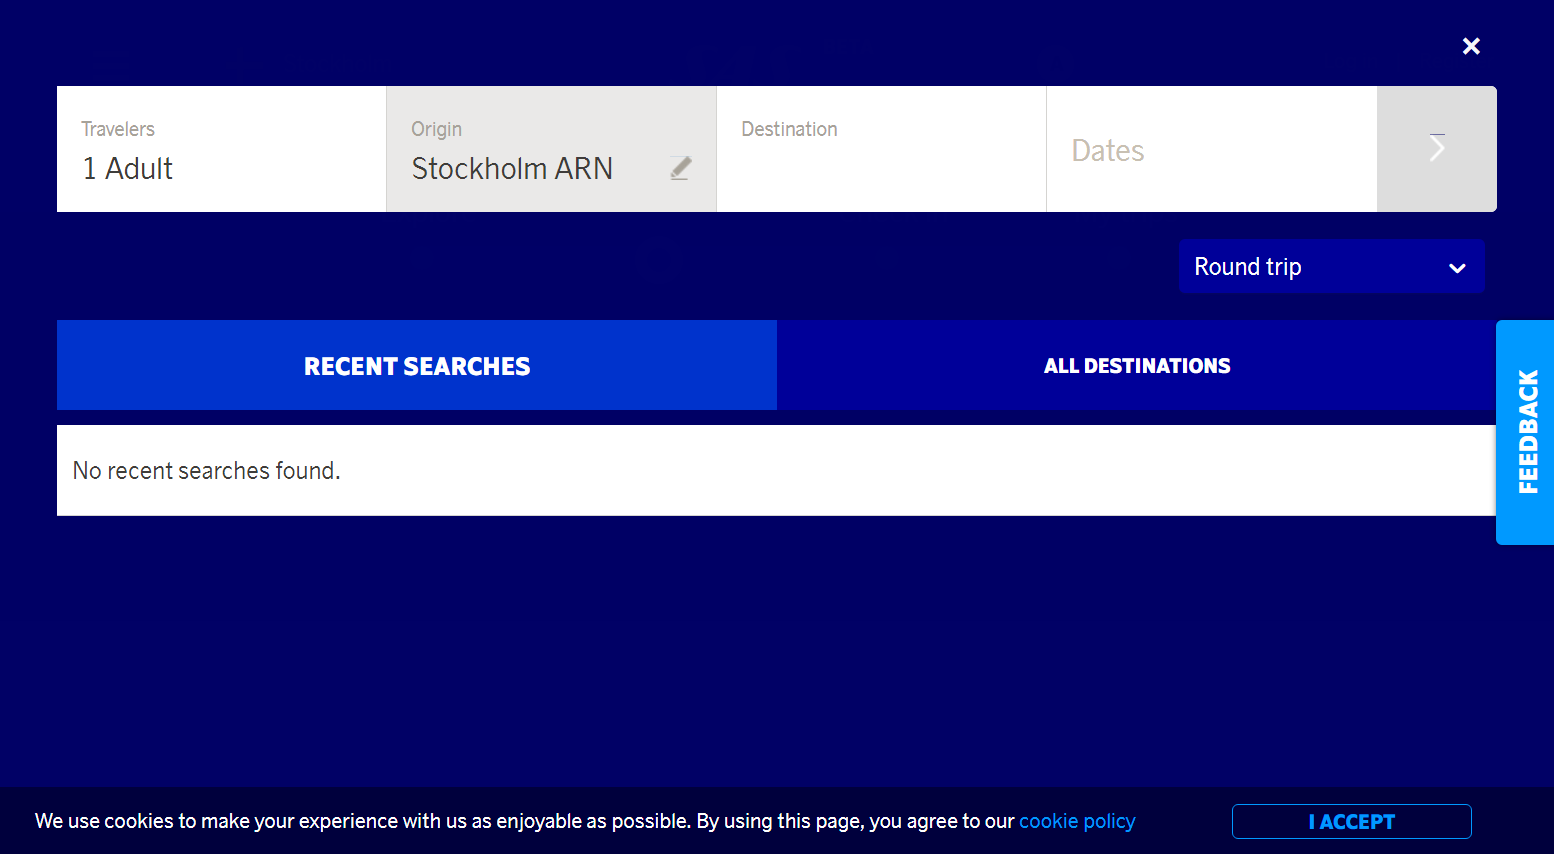 Travelers
1 Adult
Origin
Stockholm ARN
Destination
Dates
Round trip
RECENT SEARCHES
ALL DESTINATIONS
No recent searches found.
FEEDBACK
We use cookies to make your experience with us as enjoyable as possible. By using this page, you agree to our cookie policy
I ACCEPT